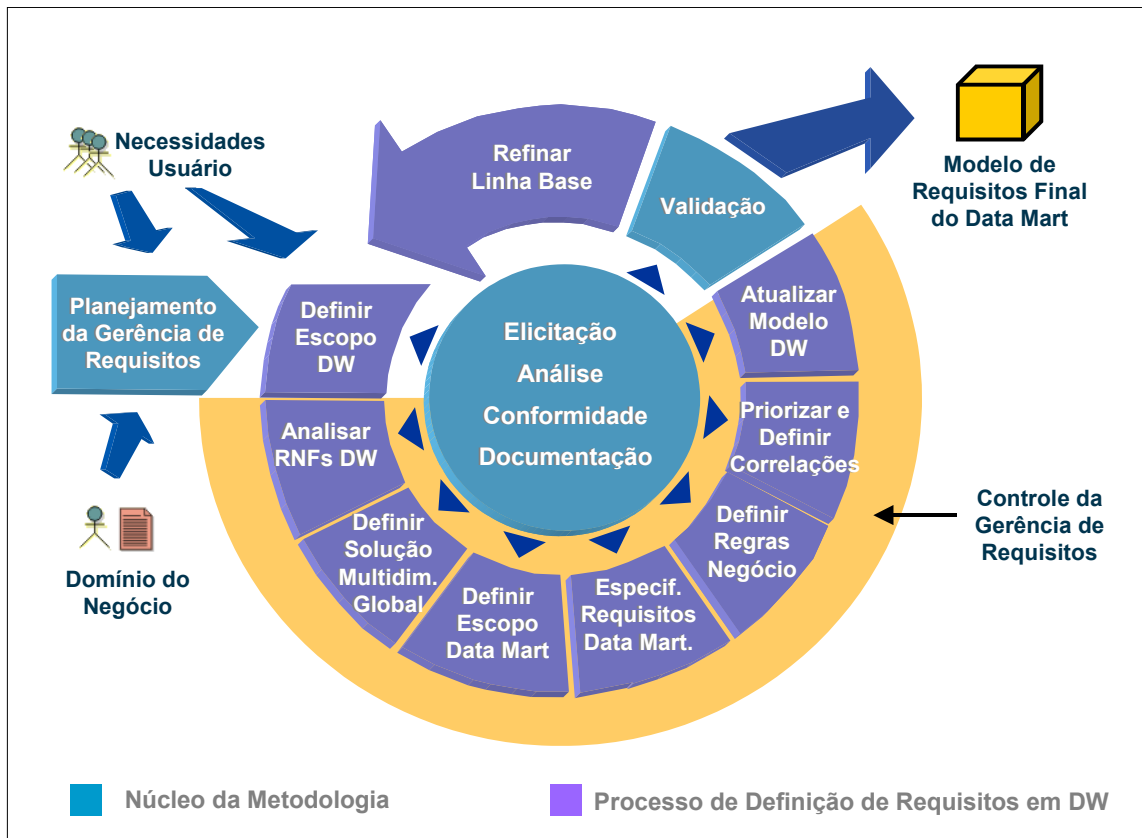 Necessidades
Usuário
Refinar
Linha Base
Validação
Modelo de
Requisitos Final
do Data Mart
Planejamento
da Gerência de
Requisitos
Definir
Escopo
DW
Elicitação
Análise
Conformidade
Documentação
Atualizar
Modelo
DW
Analisar
RNFs DW
Priorizar e
Definir
Correlações
Definir
Solução
Multidim.
Global
Definir
Escopo
Data Mart
Especif.
Requisitos
Data Mart.
Definir
Regras
Negócio
Controle da
Gerência de
Requisitos
Domínio do
Negócio
Núcleo da Metodologia
Processo de Definição de Requisitos em DW